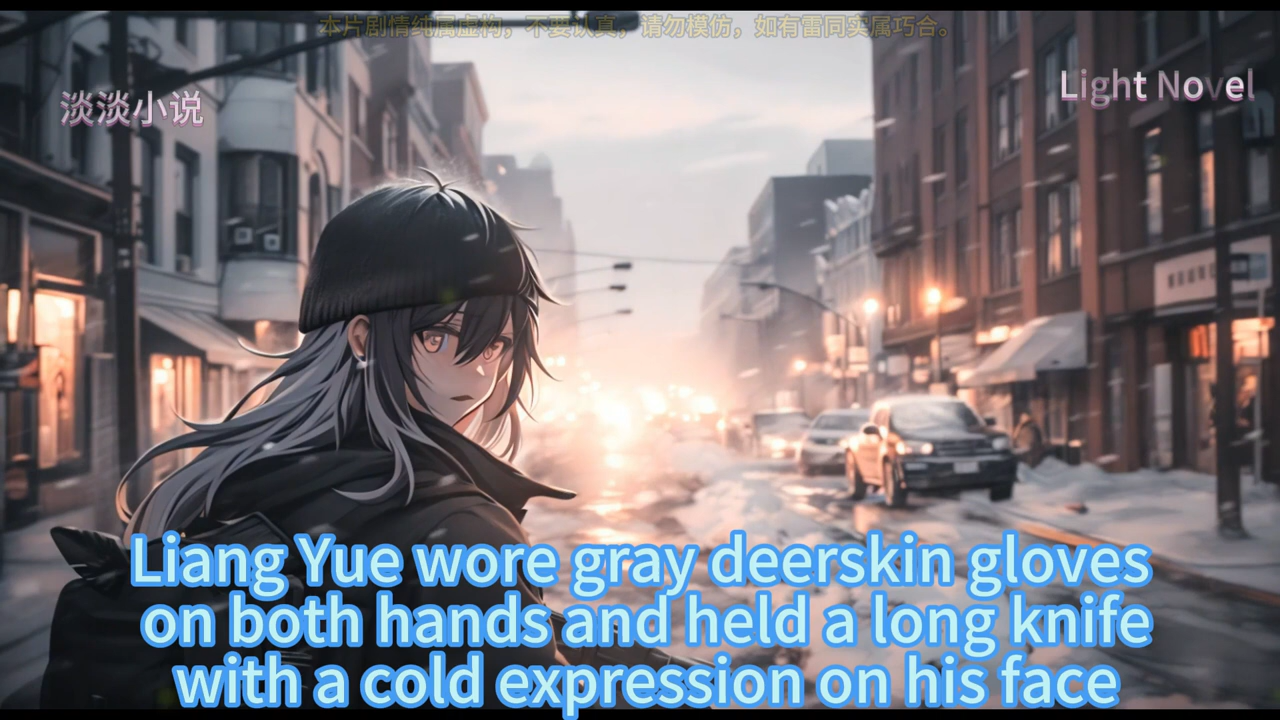 本片剧情纯属虚构，不要认真，请勿模仿，如有雷同实属巧合。
淡淡小说
Light Novel
Liang Yue wore gray deerskin gloves
on both hands and held a long knife
with a cold expression on his face